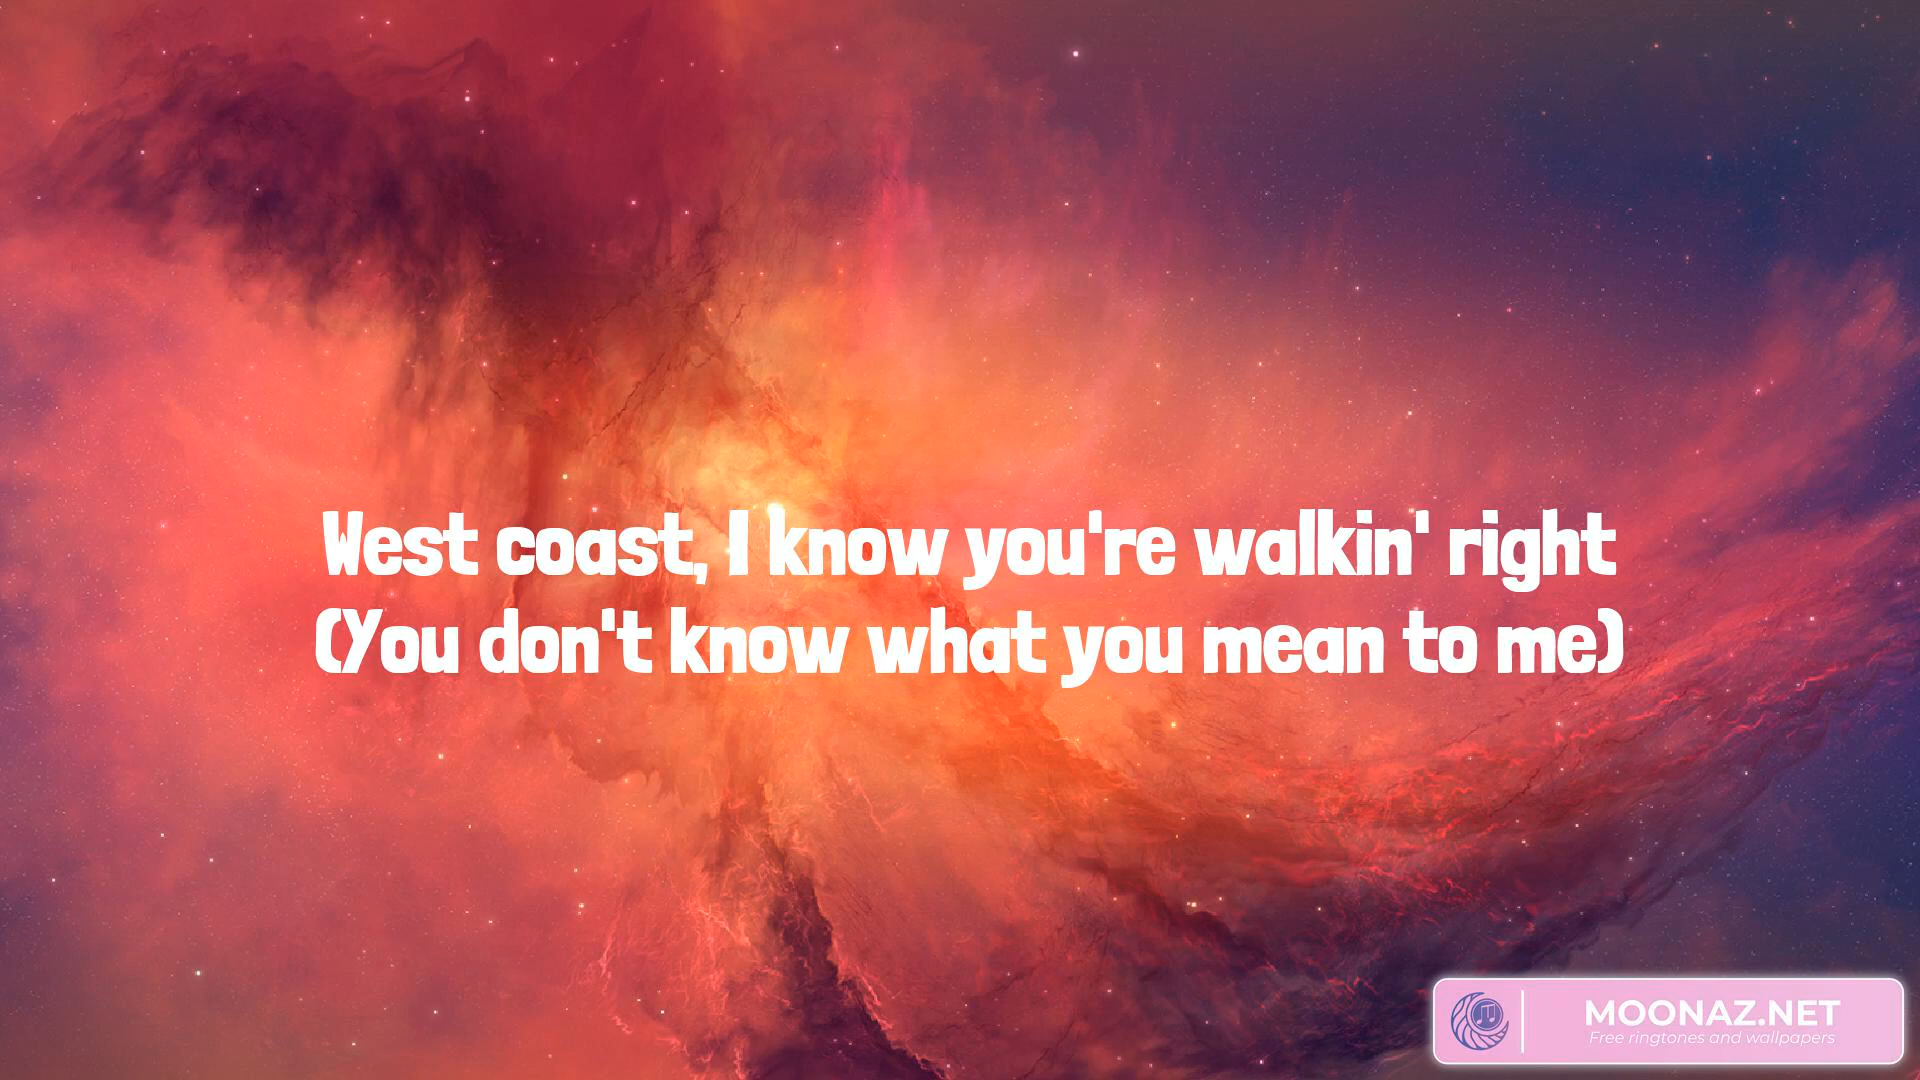 West coast, I know you're walkin' right
(You don't know what you mean to me)
MOONAZ.NET
Free ringtones and wallpapers